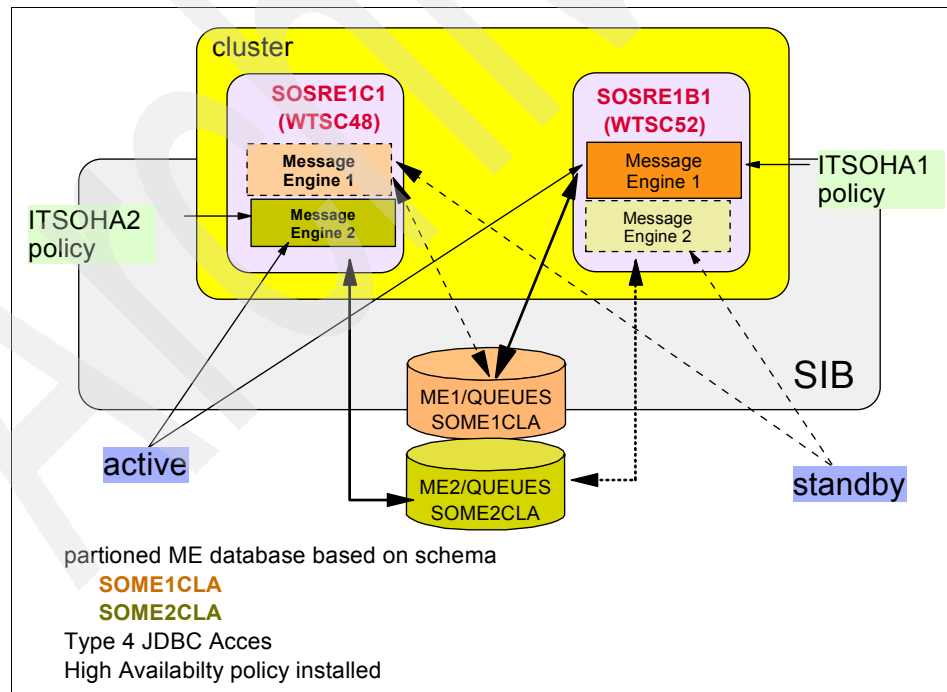 cluster
SOSRE1C1
(WTSC48)
Message
Engine 1
Message
Engine 2
SOSRE1B1
(WTSC52)
Message
Engine 1
Message
Engine 2
ITSOHA1
policy
ITSOHA2
policy
SIB
ME1/QUEUES
SOME1CLA
ME2/QUEUES
SOME2CLA
active
standby
partioned ME database based on schema
SOME1CLA
SOME2CLA
Type 4 JDBC Acces
High Availabilty policy installed